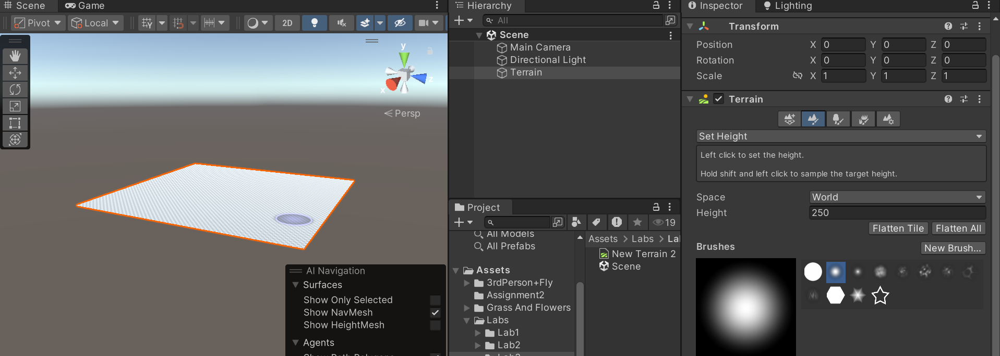 Scene
Game
Pivot
Local
2D
y
z
x
Persp
AI Navigation
Surfaces
Show Only Selected
Show NavMesh
Show HeightMesh
Agents
Hierarchy
All
Scene
Main Camera
Directional Light
Terrain
Project
19
All Models
All Prefabs
Assets
3rdPerson+Fly
Assignment2
Grass And Flowers
Labs
Lab1
Lab2
Assets > Labs > La
New Terrain 2
Scene
Inspector
Lighting
Transform
Position X 0 Y 0 Z 0
Rotation X 0 Y 0 Z 0
Scale X 1 Y 1 Z 1
Terrain
Set Height
Left click to set the height.
Hold shift and left click to sample the target height.
Space World
Height 250
Flatten Tile Flatten All
Brushes
New Brush...